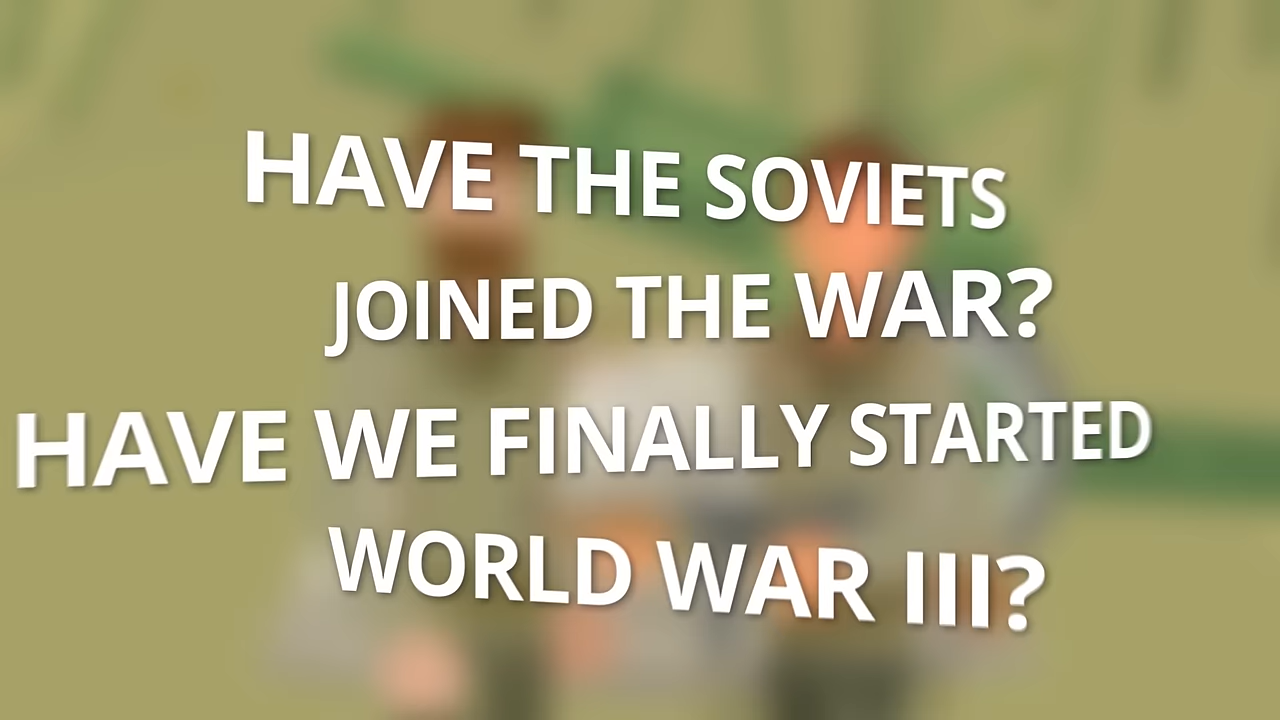 HAVE THE SOVIETS
JOINED THE WAR?
HAVE WE FINALLY STARTED
WORLD WAR III?